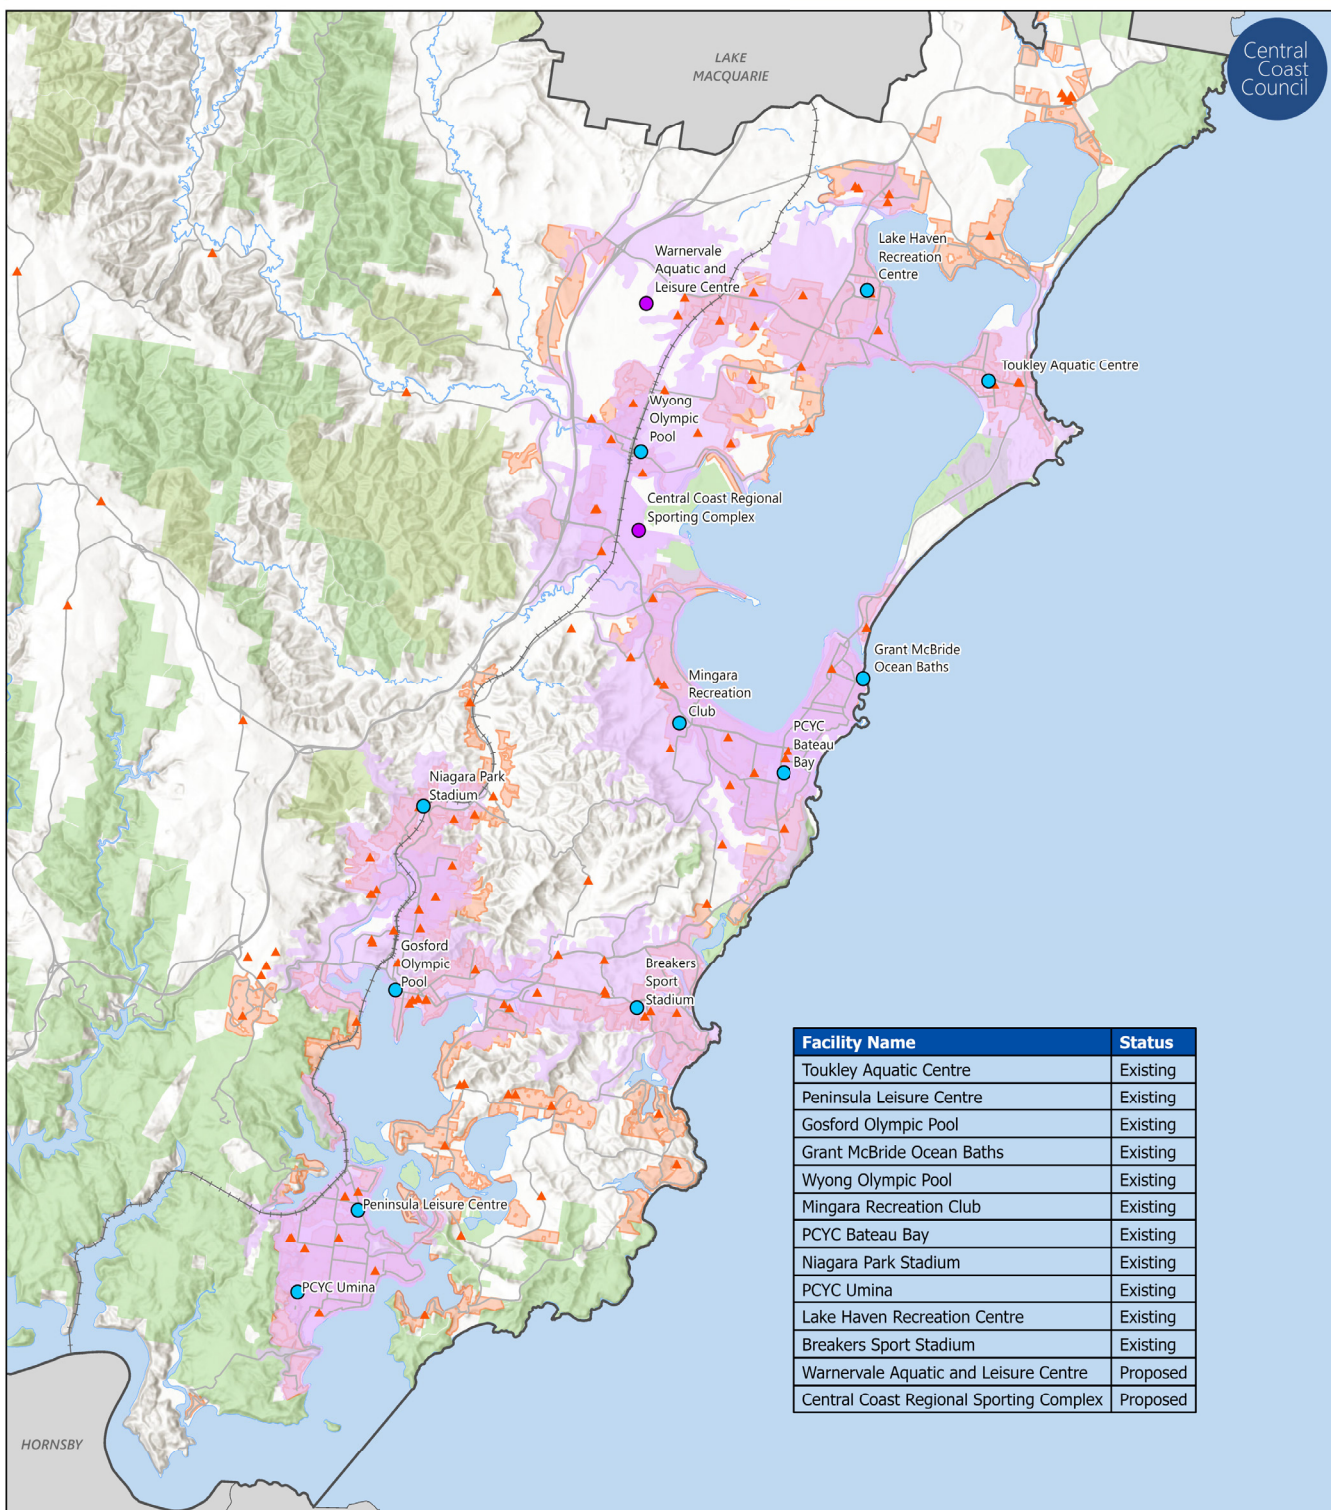 LAKE
MACQUARIE
Central
Coast
Council
Lake Haven
Recreation
Centre
Warnervale
Aquatic and
Leisure Centre
Toukley Aquatic Centre
Wyong
Olympic
Pool
Central Coast Regional
Sporting Complex
Grant McBride
Ocean Baths
Mingara
Recreation
Club
PCYC
Bateau
Bay
Niagara Park
Stadium
Gosford
Olympic
Pool
Breakers
Sport
Stadium
Peninsula Leisure Centre
PCYC Umina
HORNSBY
Facility Name Status
Toukley Aquatic Centre Existing
Peninsula Leisure Centre Existing
Gosford Olympic Pool Existing
Grant McBride Ocean Baths Existing
Wyong Olympic Pool Existing
Mingara Recreation Club Existing
PCYC Bateau Bay Existing
Niagara Park Stadium Existing
PCYC Umina Existing
Lake Haven Recreation Centre Existing
Breakers Sport Stadium Existing
Warnervale Aquatic and Leisure Centre Proposed
Central Coast Regional Sporting Complex Proposed